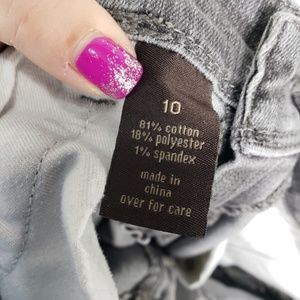 10
81% cotton
18% polyester
1% spandex
made in
china
over for care